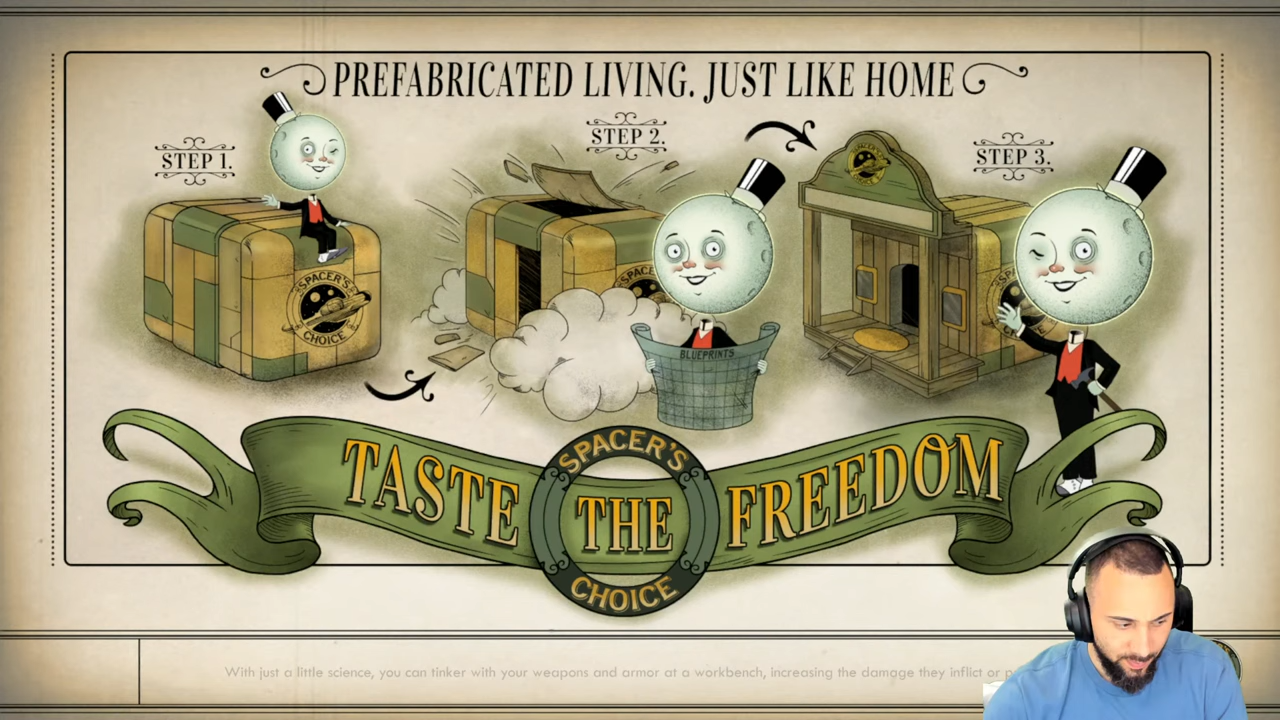 PREFABRICATED LIVING. JUST LIKE HOME
STEP 1.
STEP 2.
STEP 3.
SPACER'S
CHOICE
BLUEPRINTS
TASTE THE FREEDOM
SPACER'S
CHOICE
With just a little science, you can tinker with your weapons and armor at a workbench, increasing the damage they inflict or